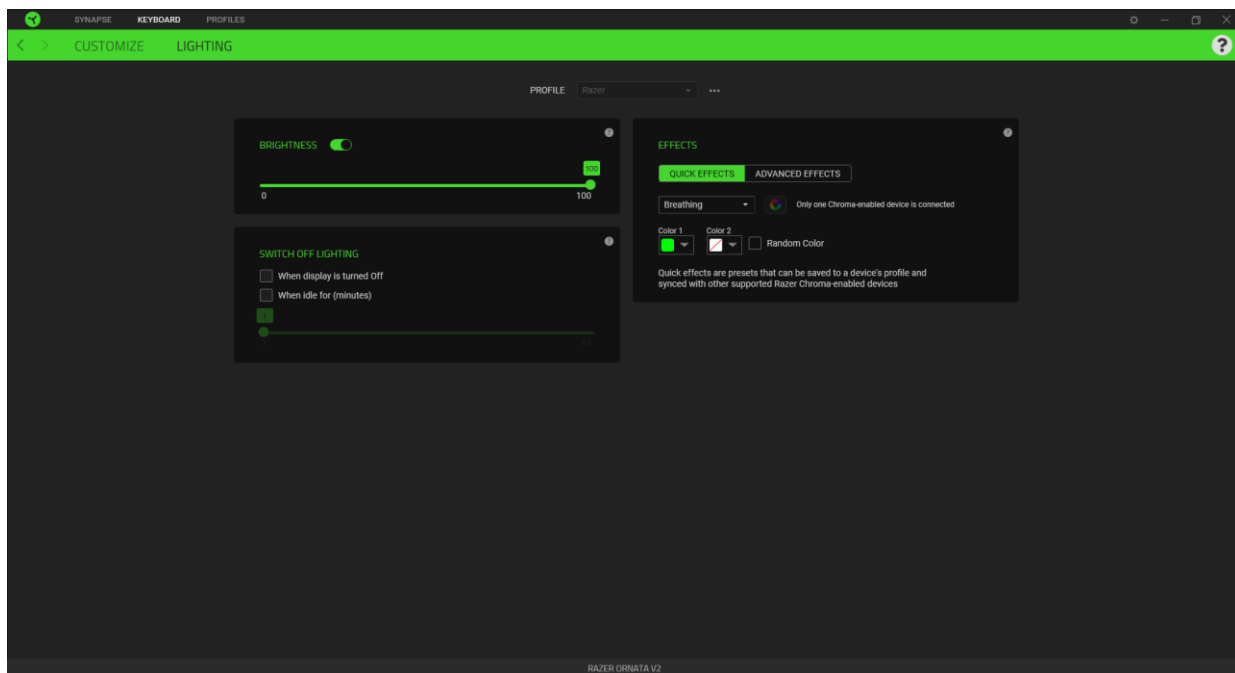 SYNAPSE KEYBOARD PROFILES
CUSTOMIZE LIGHTING
PROFILE Razer
BRIGHTNESS
100
0 100
SWITCH OFF LIGHTING
When display is turned Off
When idle for (minutes)
EFFECTS
QUICK EFFECTS ADVANCED EFFECTS
Breathing Only one Chroma-enabled device is connected
Color 1 Color 2
Random Color
Quick effects are presets that can be saved to a device's profile and
synced with other supported Razer Chroma-enabled devices
RAZER ORNATA V2